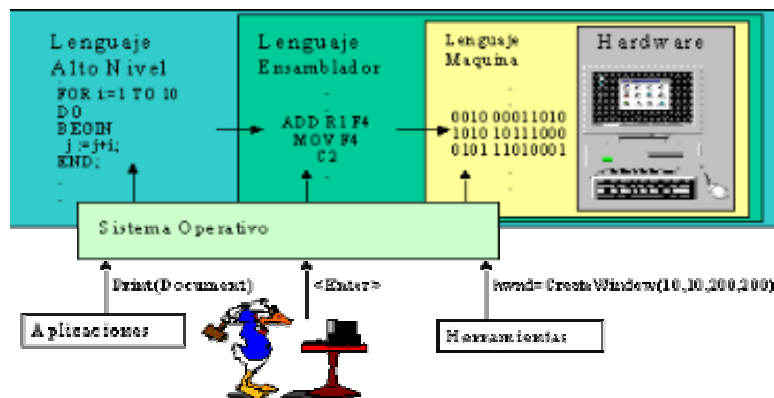 Lenguaje
Alto Nivel
FOR i=1 TO 10
DO
BEGIN
j :=j+i;
END;
.
.
Lenguaje
Ensamblador
.
.
ADD R1 F4
MOV F4
C2
.
.
Lenguaje
Maquina
.
.
0010 00011010
1010 10111000
0101 11010001
.
.
Hardware
Sistema Operativo
Print(Document)
<Enter>
hwnd=CreateWindow(10,10,200,200)
Aplicaciones
Herramientas